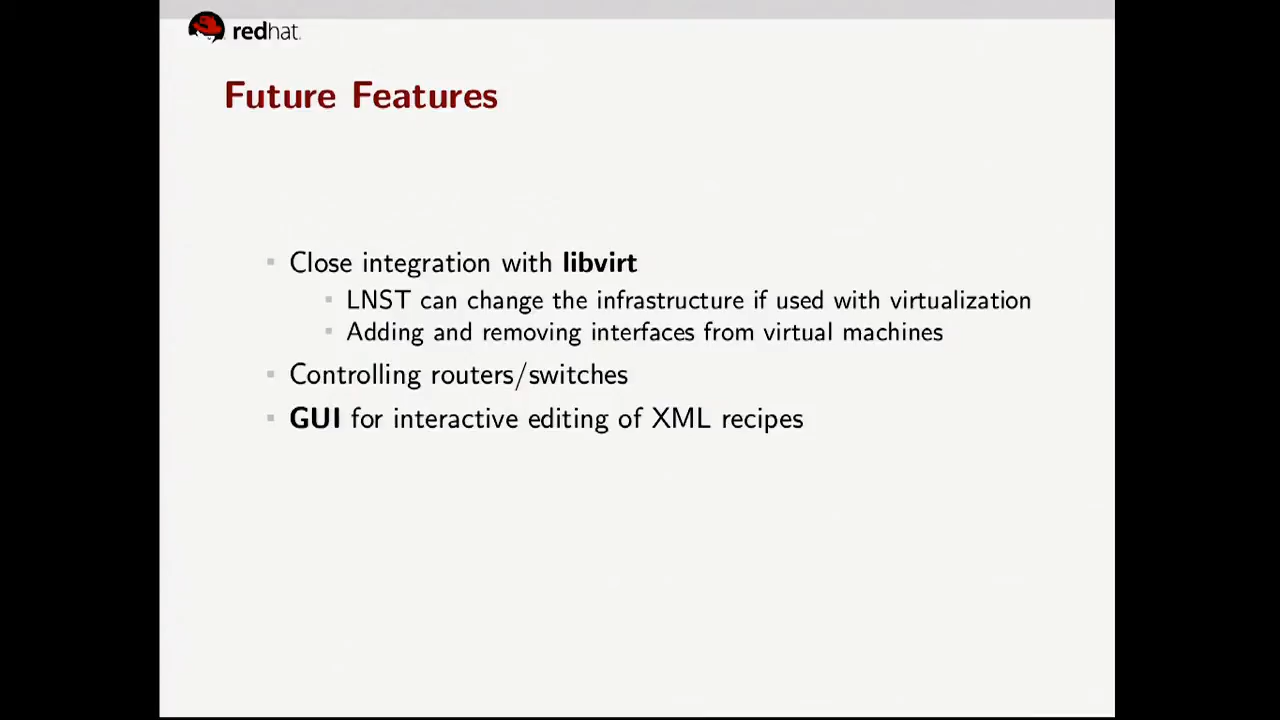 redhat.
Future Features
Close integration with libvirt
LNST can change the infrastructure if used with virtualization
Adding and removing interfaces from virtual machines
Controlling routers/switches
GUI for interactive editing of XML recipes